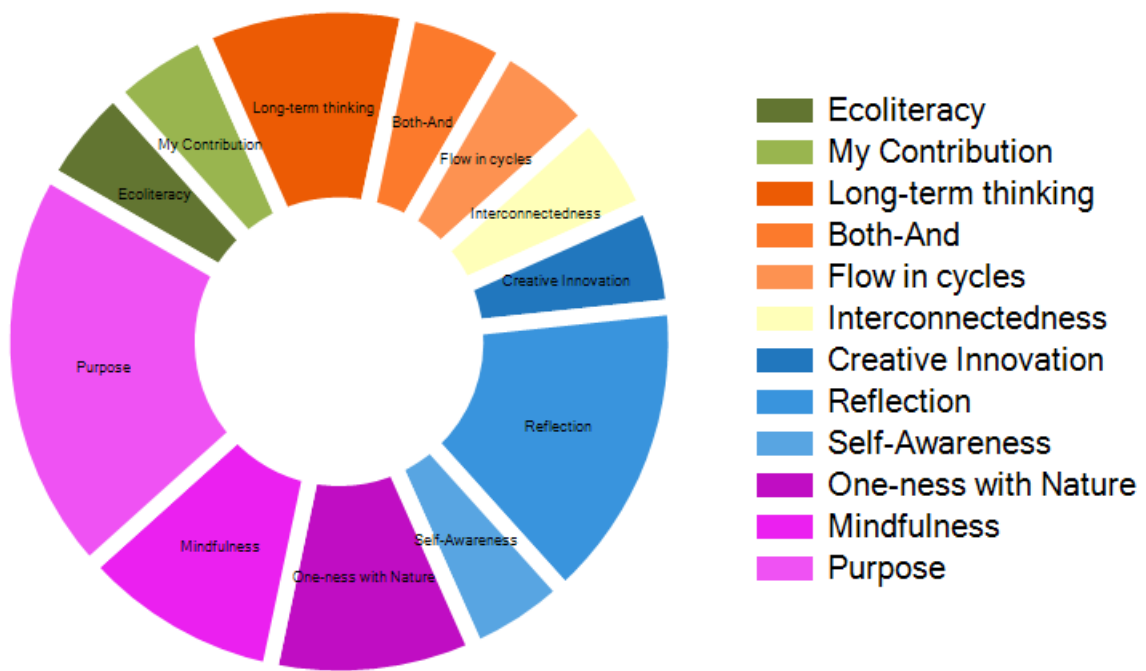 Long-term thinking
Both-And
My Contribution
Flow in cycles
Ecoliteracy
Interconnectedness
Creative Innovation
Purpose
Reflection
Self-Awareness
Mindfulness
One-ness with Nature
Ecoliteracy
My Contribution
Long-term thinking
Both-And
Flow in cycles
Interconnectedness
Creative Innovation
Reflection
Self-Awareness
One-ness with Nature
Mindfulness
Purpose